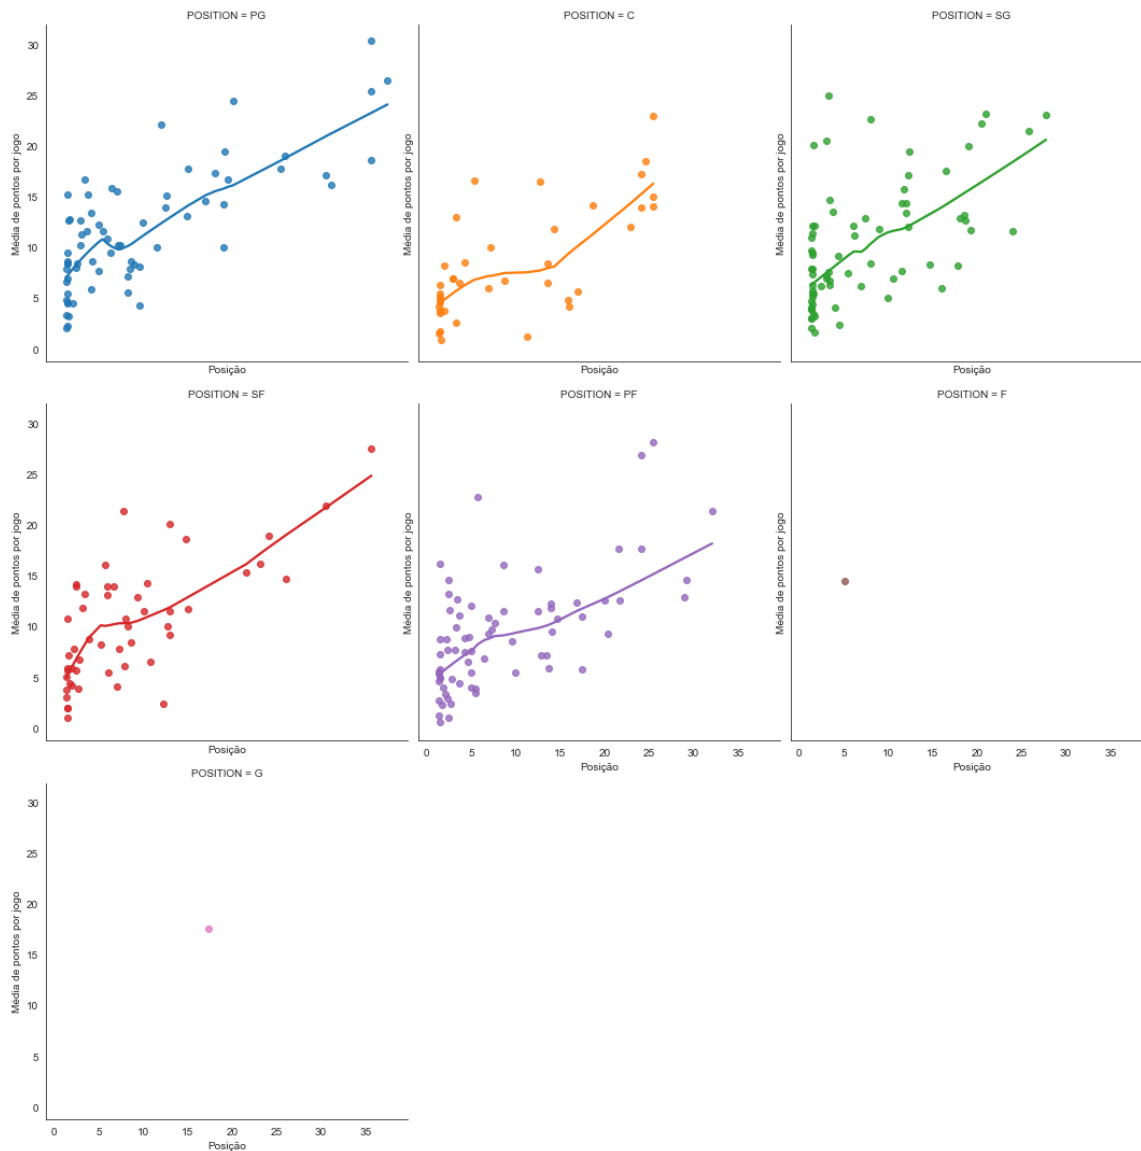 POSITION = PG
POSITION = C
POSITION = SG
30
25
20
15
10
5
0
Média de pontos por jogo
Média de pontos por jogo
Média de pontos por jogo
Posição
Posição
Posição
POSITION = SF
POSITION = PF
POSITION = F
30
25
20
15
10
5
0
Média de pontos por jogo
Média de pontos por jogo
Média de pontos por jogo
0 5 10 15 20 25 30 35
0 5 10 15 20 25 30 35
Posição
Posição
Posição
POSITION = G
30
25
20
15
10
5
0
Média de pontos por jogo
0 5 10 15 20 25 30 35
Posição